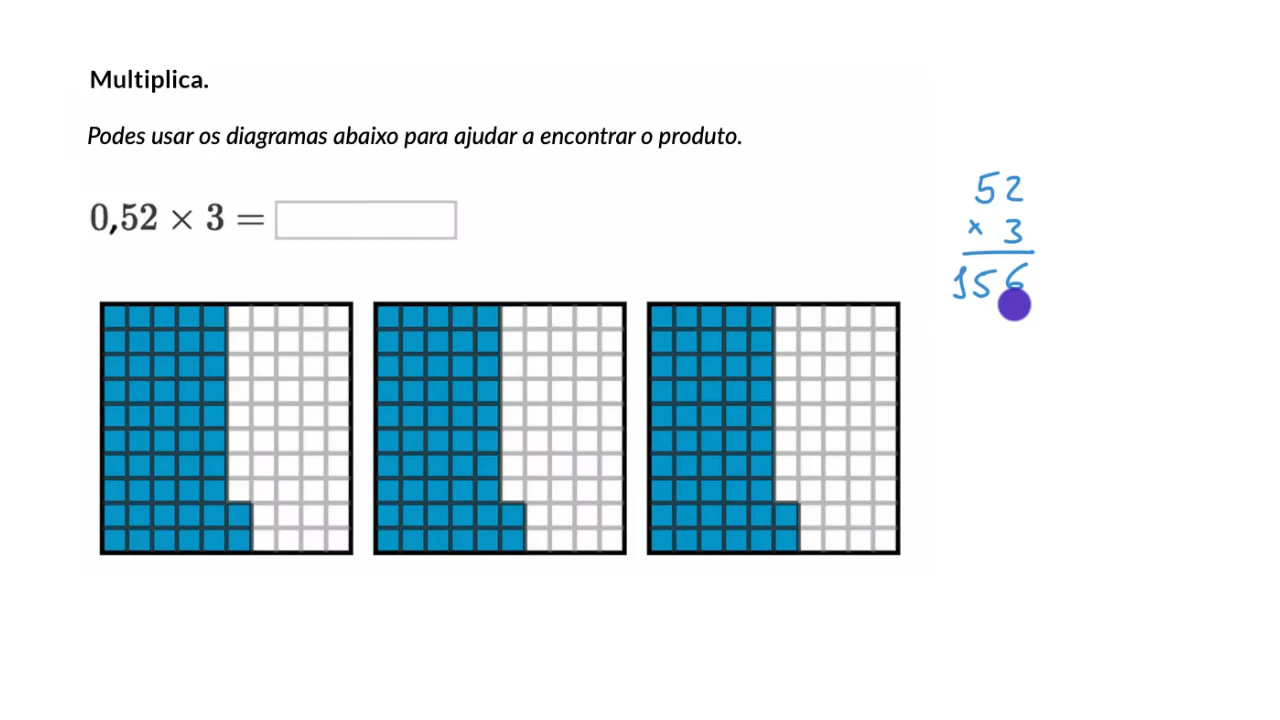 Multiplica.
Podes usar os diagramas abaixo para ajudar a encontrar o produto.
0,52 × 3 =
52
× 3
156